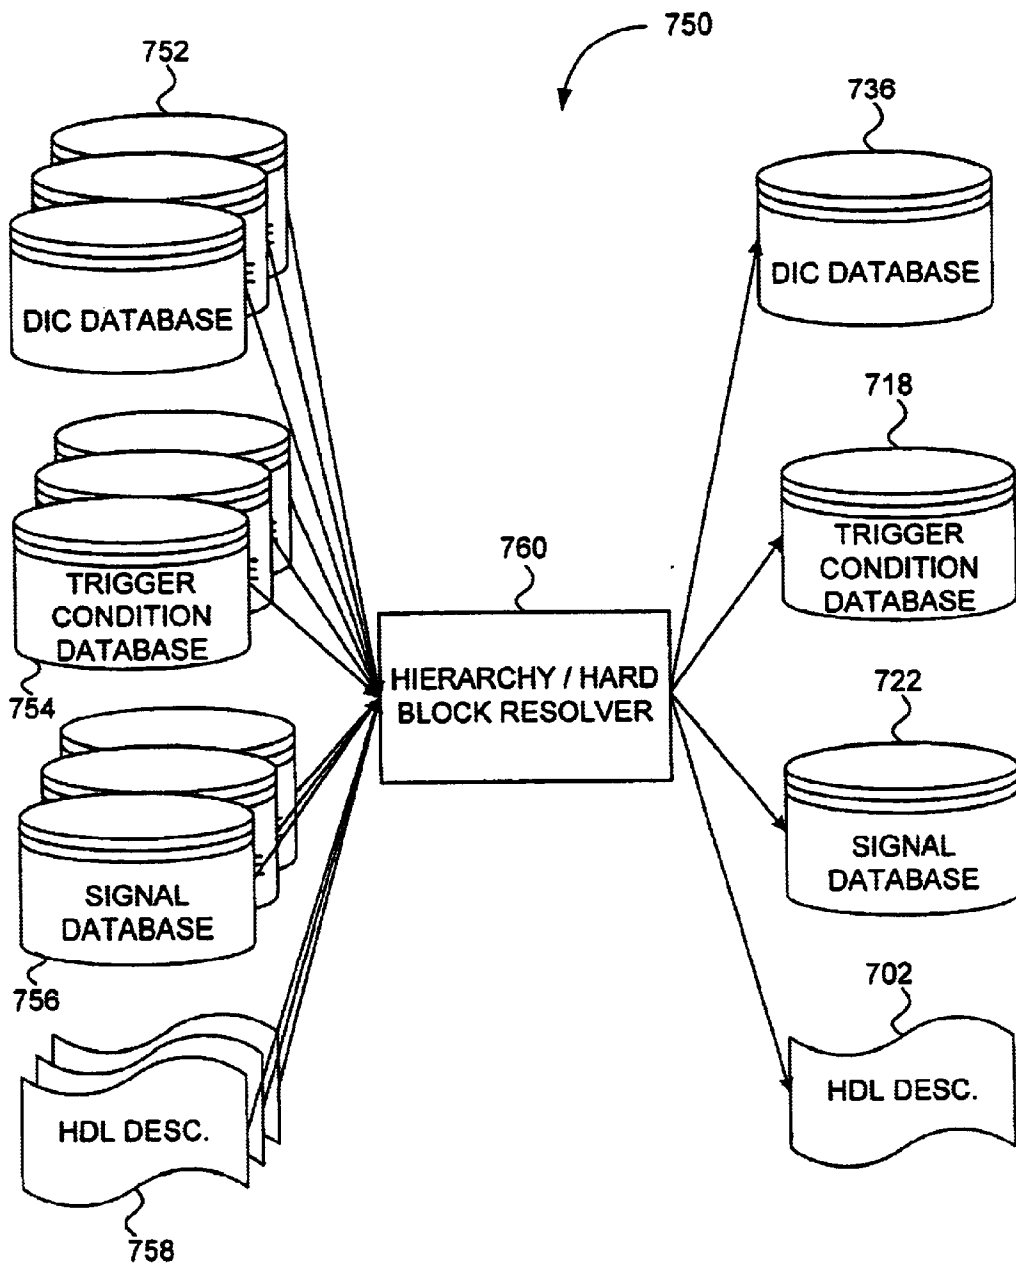 750
752
736
DIC DATABASE
DIC DATABASE
718
TRIGGER
CONDITION
DATABASE
754
760
HIERARCHY / HARD
BLOCK RESOLVER
TRIGGER
CONDITION
DATABASE
722
SIGNAL
DATABASE
756
SIGNAL
DATABASE
702
HDL DESC.
758
HDL DESC.